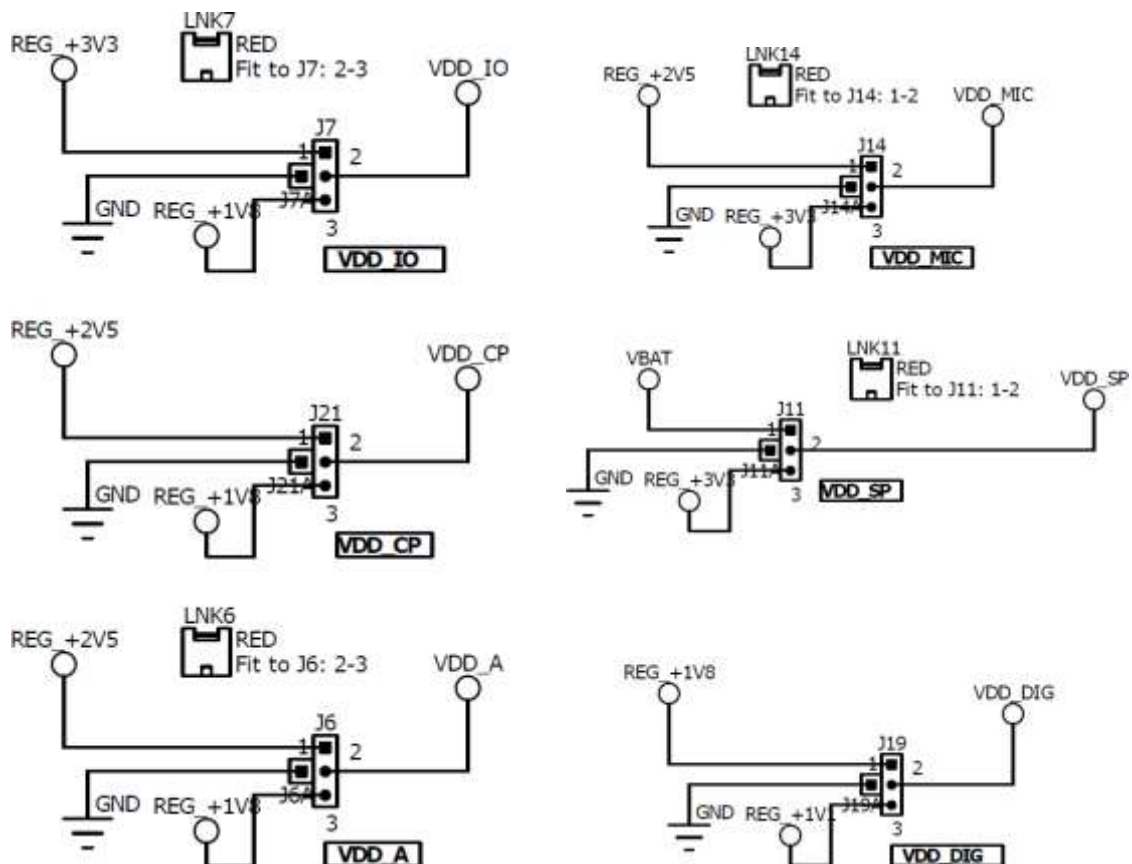 LNK7
REG_+3V3
RED
Fit to J7: 2-3
VDD_IO
J7
1
2
J7A
GND
REG_+1V8
3
VDD_IO
LNK14
REG_+2V5
RED
Fit to J14: 1-2
VDD_MIC
J14
1
2
J14A
GND
REG_+3V3
3
VDD_MIC
REG_+2V5
VDD_CP
J21
1
2
J21A
GND
REG_+1V8
3
VDD_CP
LNK11
VBAT
RED
Fit to J11: 1-2
VDD_SP
J11
1
2
J11A
GND
REG_+3V3
3
VDD_SP
LNK6
REG_+2V5
RED
Fit to J6: 2-3
VDD_A
J6
1
2
J6A
GND
REG_+1V8
3
VDD_A
REG_+1V8
VDD_DIG
J19
1
2
J19A
GND
REG_+1V1
3
VDD_DIG